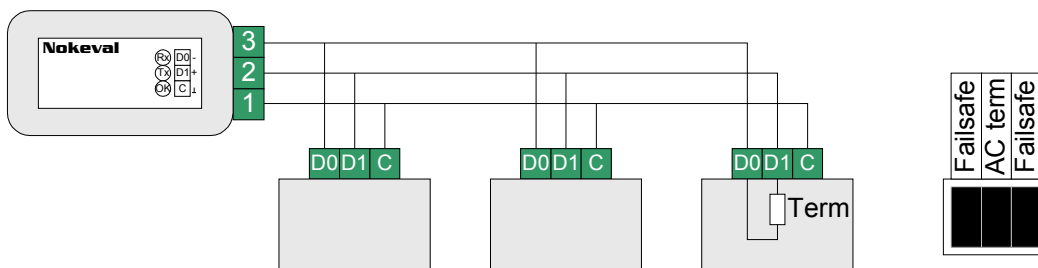 Nokeval
Rx D0 -
Tx D1 +
OK C ⊥
3
2
1
D0 D1 C
D0 D1 C
D0 D1 C
Term
Failsafe
AC term
Failsafe